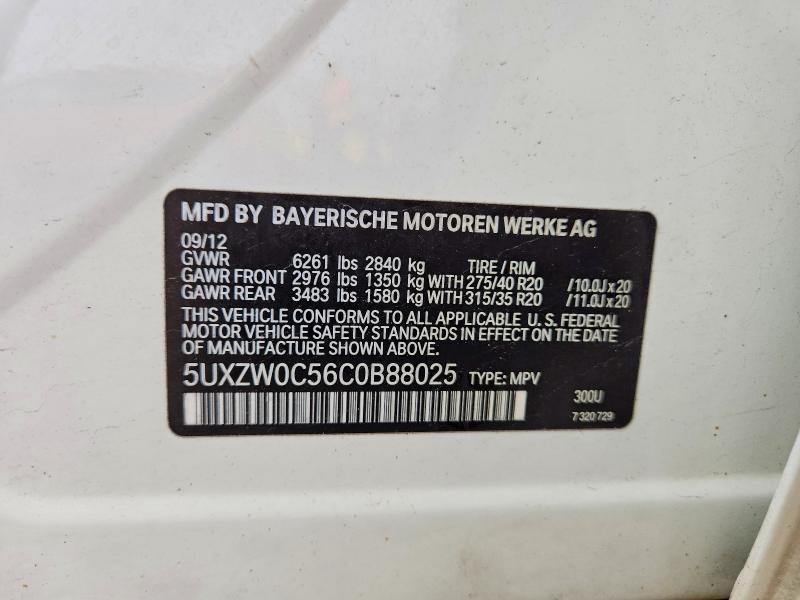 MFD BY BAYERISCHE MOTOREN WERKE AG
09/12
GVWR 6261 lbs 2840 kg TIRE / RIM
GAWR FRONT 2976 lbs 1350 kg WITH 275/40 R20 /10.0J x 20
GAWR REAR 3483 lbs 1580 kg WITH 315/35 R20 /11.0J x 20
THIS VEHICLE CONFORMS TO ALL APPLICABLE U. S. FEDERAL
MOTOR VEHICLE SAFETY STANDARDS IN EFFECT ON THE DATE
OF MANUFACTURE SHOWN ABOVE.
5UXZW0C56C0B88025 TYPE: MPV
300U
7 320 729